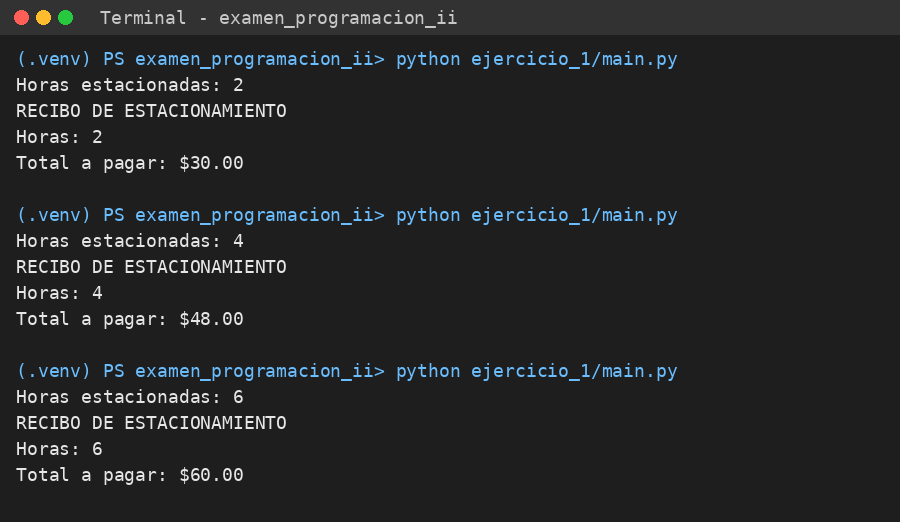 Terminal - examen_programacion_ii
(.venv) PS examen_programacion_ii> python ejercicio_1/main.py
Horas estacionadas: 2
RECIBO DE ESTACIONAMIENTO
Horas: 2
Total a pagar: $30.00
(.venv) PS examen_programacion_ii> python ejercicio_1/main.py
Horas estacionadas: 4
RECIBO DE ESTACIONAMIENTO
Horas: 4
Total a pagar: $48.00
(.venv) PS examen_programacion_ii> python ejercicio_1/main.py
Horas estacionadas: 6
RECIBO DE ESTACIONAMIENTO
Horas: 6
Total a pagar: $60.00